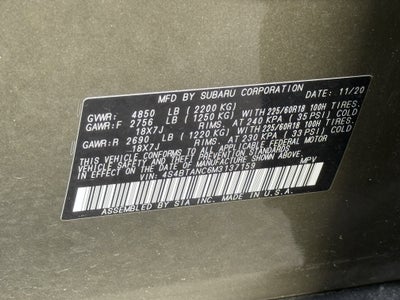 MFD BY SUBARU CORPORATION 11/20
GVWR: 4850 LB (2200 KG)
GAWR:F 2756 LB (1250 KG) WITH 225/60R18 100H TIRES,
18X7J RIMS, AT 240 KPA (35 PSI) COLD
GAWR:R 2690 LB (1220 KG) WITH 225/60R18 100H TIRES,
18X7J RIMS, AT 230 KPA (33 PSI) COLD
THIS VEHICLE CONFORMS TO ALL APPLICABLE FEDERAL MOTOR
VEHICLE SAFETY AND BUMPER STANDARDS IN
EFFECT ON THE DATE OF MANUFACTURE SHOWN ABOVE.
VIN: 4S4BTANC6M3137159 MPV
ASSEMBLED BY SIA INC. MADE IN U.S.A.